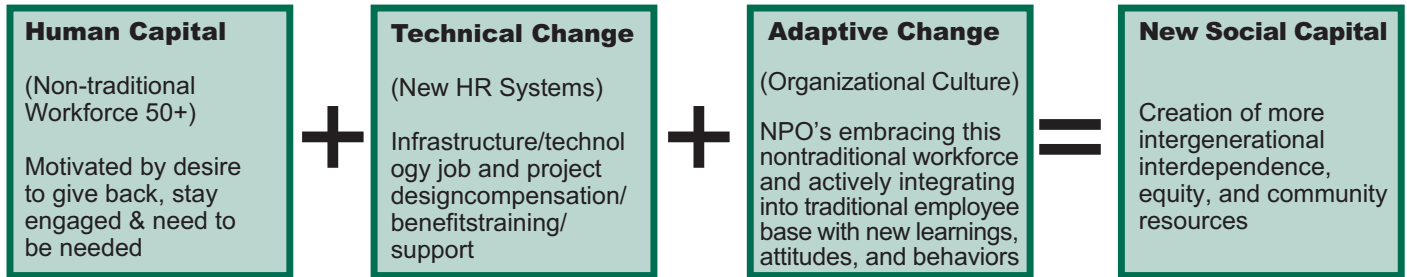 Human Capital
(Non-traditional
Workforce 50+)
Motivated by desire
to give back, stay
engaged & need to
be needed
+
Technical Change
(New HR Systems)
Infrastructure/technol
ogy job and project
designcompensation/
benefitstraining/
support
+
Adaptive Change
(Organizational Culture)
NPO's embracing this
nontraditional workforce
and actively integrating
into traditional employee
base with new learnings,
attitudes, and behaviors
=
New Social Capital
Creation of more
intergenerational
interdependence,
equity, and community
resources